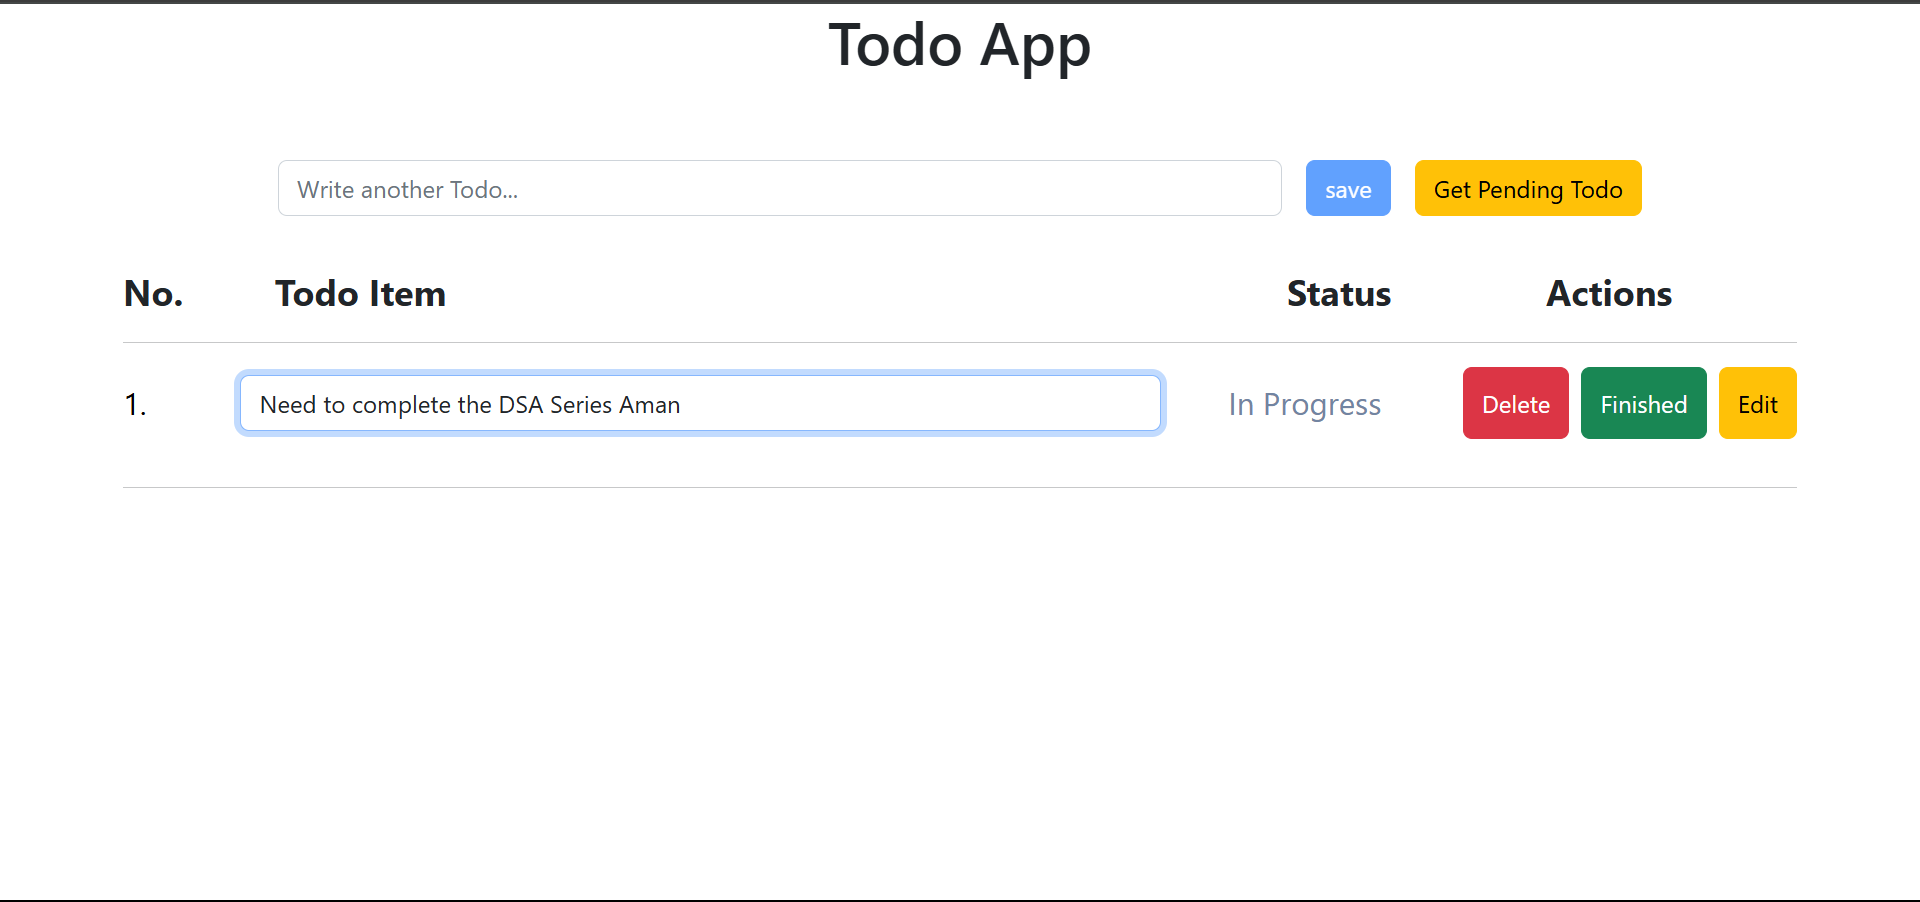 Todo App
Write another Todo... save Get Pending Todo
No. Todo Item Status Actions
1. Need to complete the DSA Series Aman In Progress Delete Finished Edit